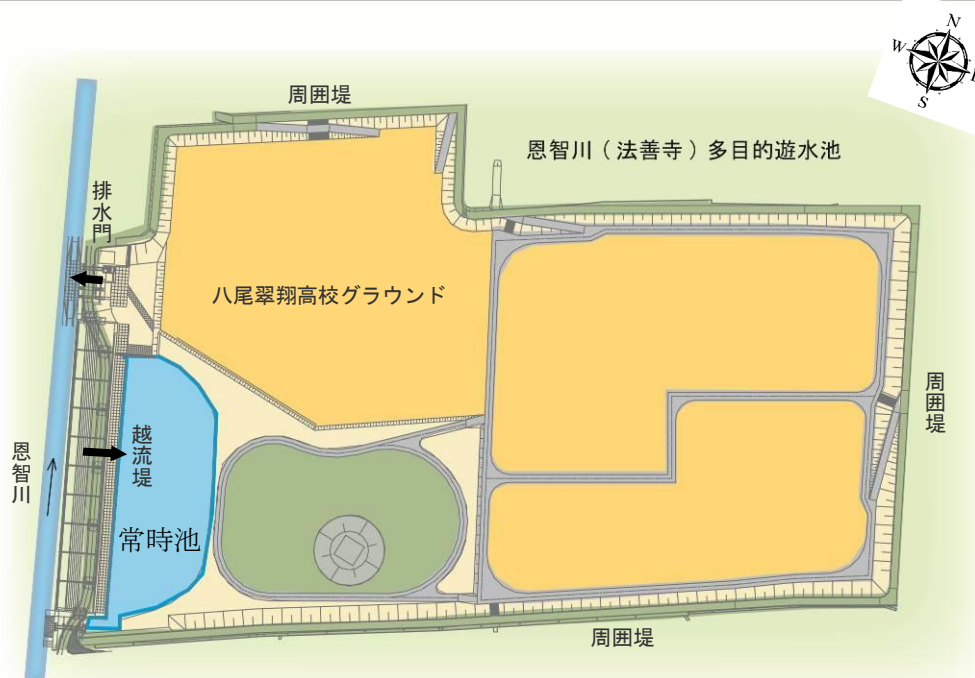 N
W
S
周囲堤
恩智川(法善寺)多目的遊水池
排水門
八尾翠翔高校グラウンド
周囲堤
越流堤
恩智川
常時池
周囲堤